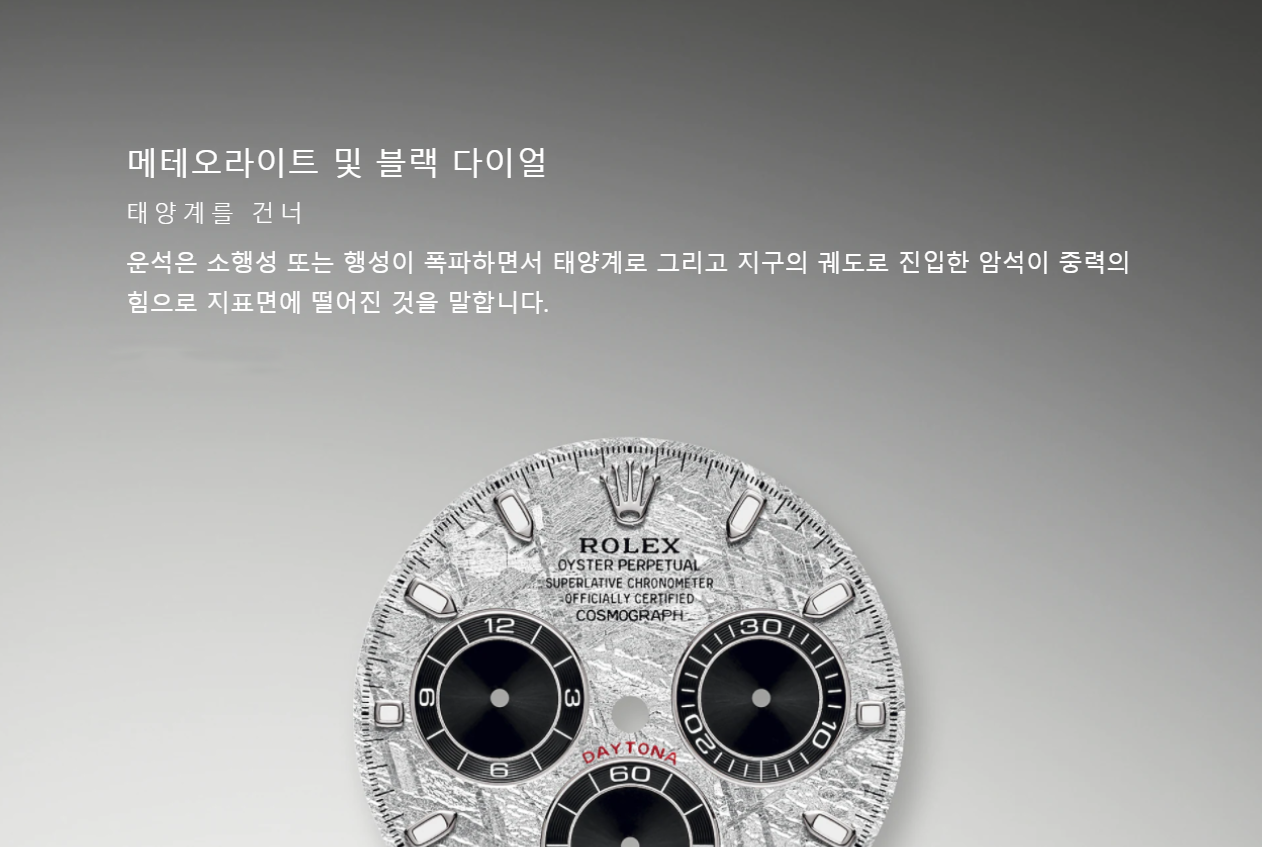 메테오라이트 및 블랙 다이얼
태양계를 건너
운석은 소행성 또는 행성이 폭파하면서 태양계로 그리고 지구의 궤도로 진입한 암석이 중력의
힘으로 지표면에 떨어진 것을 말합니다.
ROLEX
OYSTER PERPETUAL
SUPERLATIVE CHRONOMETER
OFFICIALLY CERTIFIED
COSMOGRAPH
12
3
6
9
30
10
20
DAYTONA
60